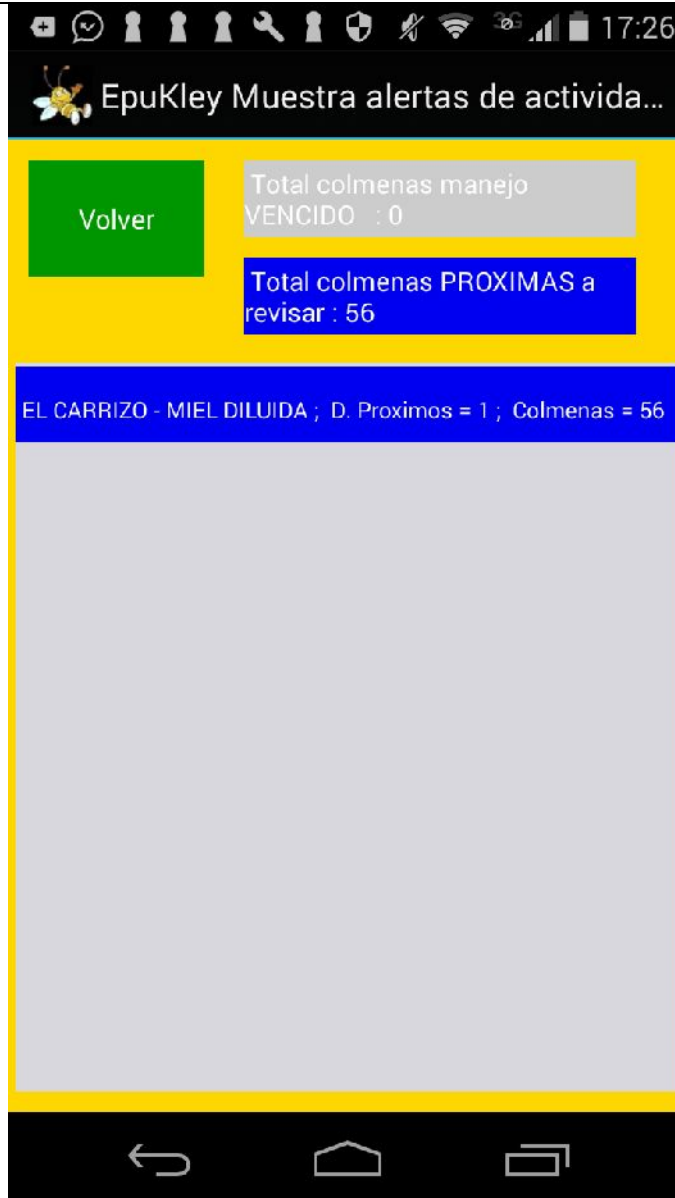 17:26
EpuKley Muestra alertas de activida...
Volver
Total colmenas manejo
VENCIDO : 0
Total colmenas PROXIMAS a
revisar : 56
EL CARRIZO - MIEL DILUIDA ; D. Proximos = 1 ; Colmenas = 56